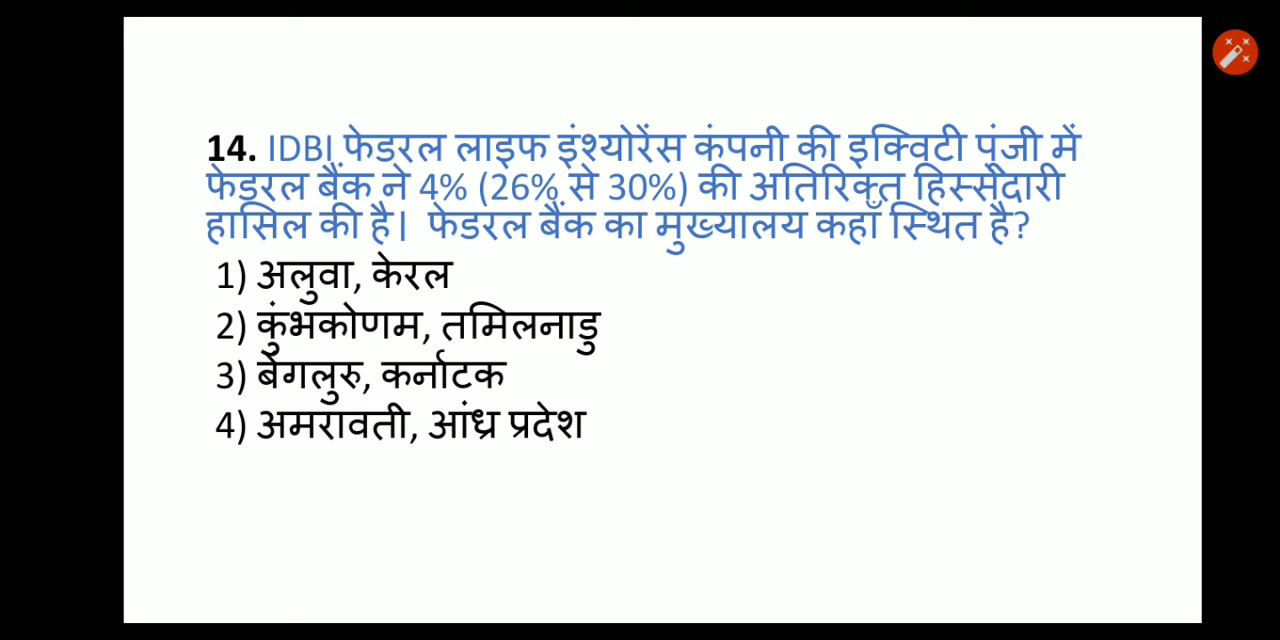 14. IDBI फेडरल लाइफ इंश्योरेंस कंपनी की इक्विटी पूंजी में
फेडरल बैंक ने 4% (26% से 30%) की अतिरिक्त हिस्सेदारी
हासिल की है। फेडरल बैंक का मुख्यालय कहाँ स्थित है?
1) अलुवा, केरल
2) कुंभकोणम, तमिलनाडु
3) बेंगलुरु, कर्नाटक
4) अमरावती, आंध्र प्रदेश